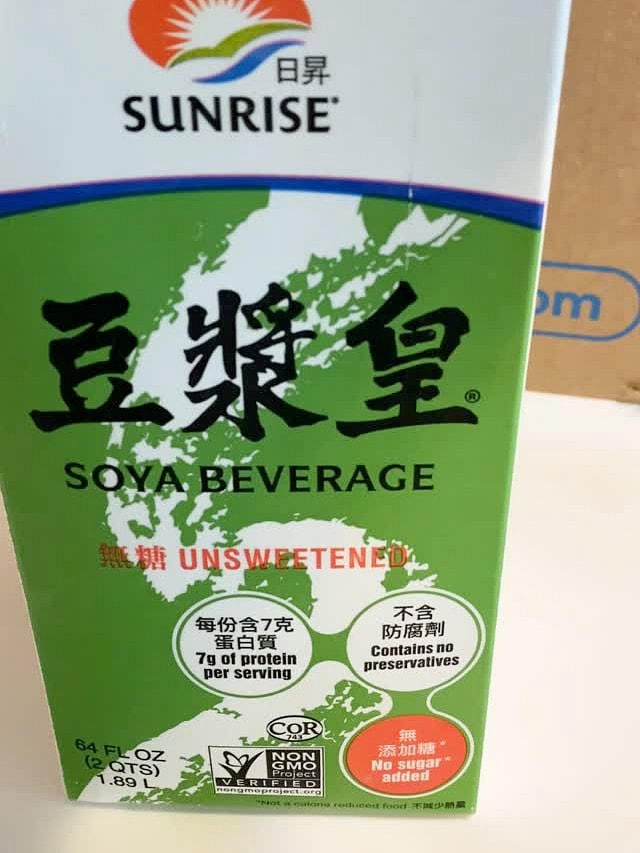 日昇
SUNRISE
豆漿皇®
SOYA BEVERAGE
無糖 UNSWEETENED
每份含7克
蛋白質
7g of protein
per serving
不含
防腐劑
Contains no
preservatives
無
添加糖*
No sugar*
added
64 FL OZ
(2 QTS)
1.89 L
COR
743
NON
GMO
Project
VERIFIED
nongmoproject.org
*Not a calorie reduced food 不減少熱量
om